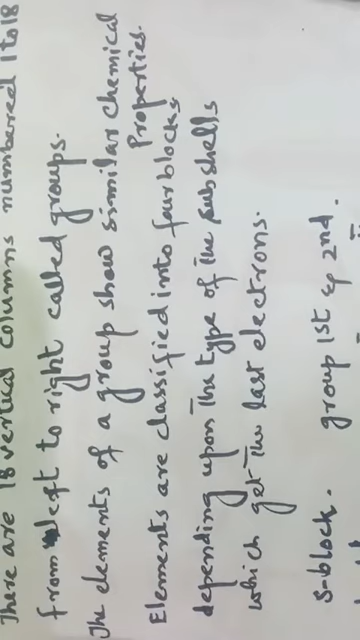 There are 18 vertical columns numbered 1 to 18
from left to right called groups.
The elements of a group show similar chemical
Properties.
Elements are classified into four blocks
depending upon the type of the subshells
which get the last electrons.
S-block. group 1st & 2nd.